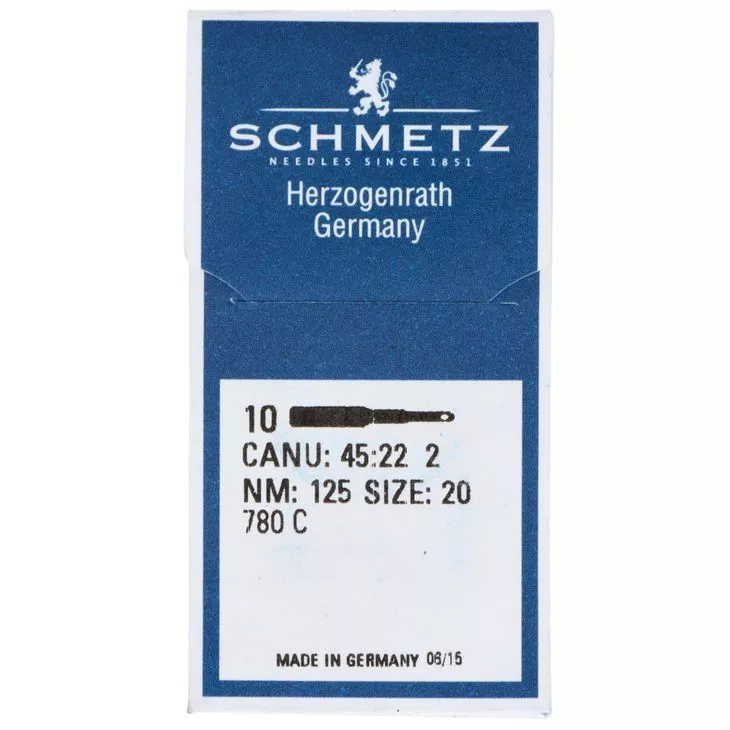 SCHMETZ
NEEDLES SINCE 1851
Herzogenrath
Germany
10
CANU: 45:22 2
NM: 125 SIZE: 20
780 C
MADE IN GERMANY 06/15